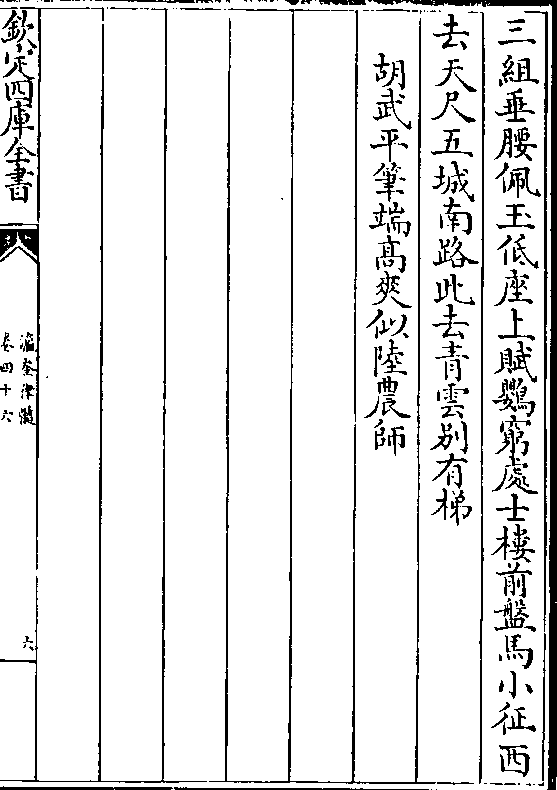 三組垂腰佩玉低座上賦鸚窮處士樓前盤馬小征西
去天尺五城南路此去青雲別有梯
胡武平筆端高爽似陸農師
欽定四庫全書
瀛奎律髓
卷四十六
六